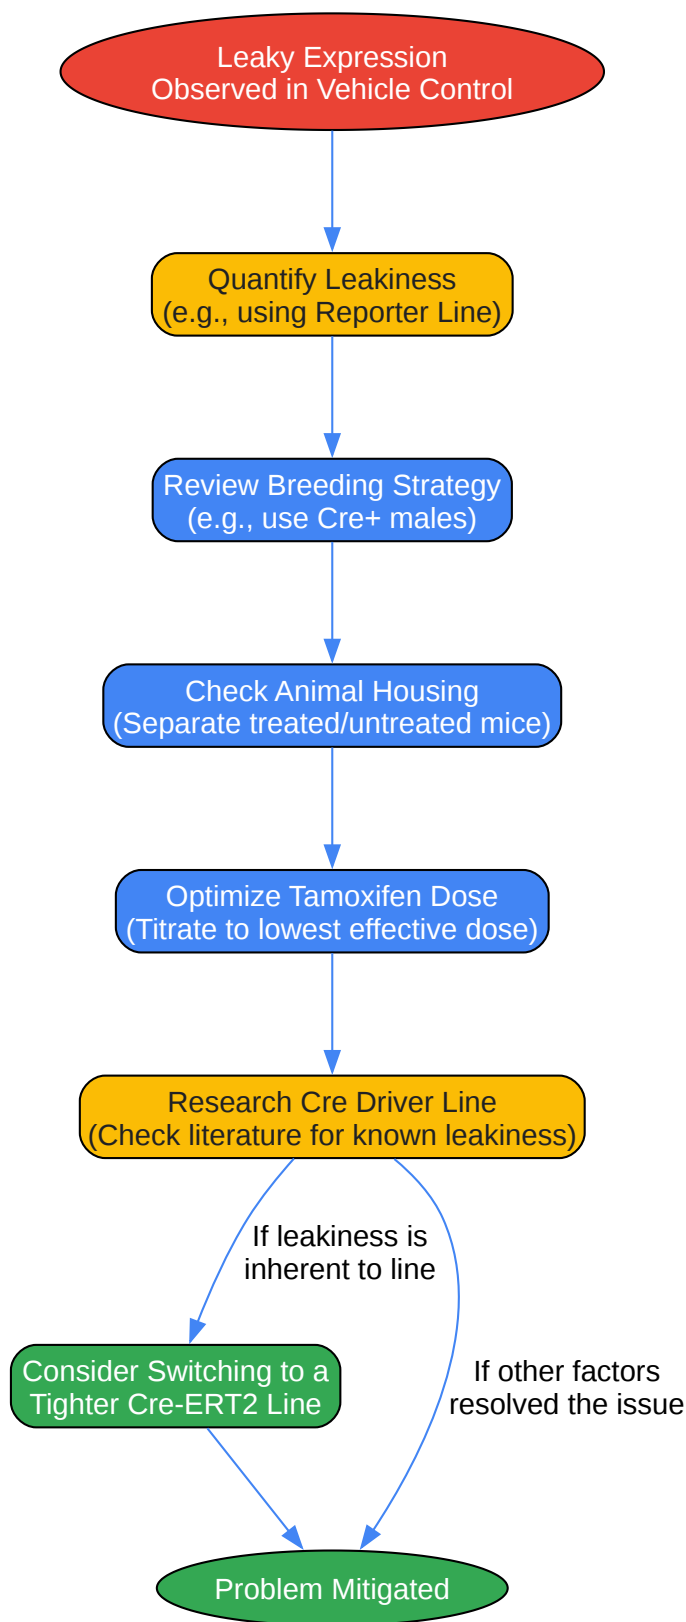 Leaky Expression
Observed in Vehicle Control
Quantify Leakiness
(e.g., using Reporter Line)
Review Breeding Strategy
(e.g., use Cre+ males)
Check Animal Housing
(Separate treated/untreated mice)
Optimize Tamoxifen Dose
(Titrate to lowest effective dose)
Research Cre Driver Line
(Check literature for known leakiness)
If leakiness is
inherent to line
Consider Switching to a
Tighter Cre-ERT2 Line
If other factors
resolved the issue
Problem Mitigated